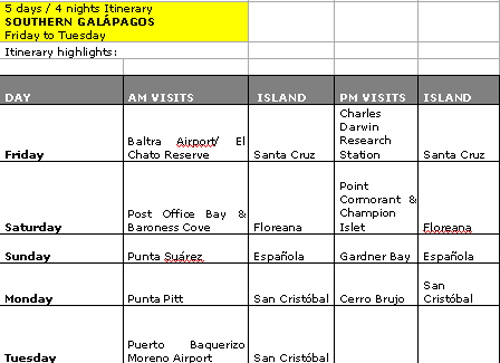 5 days / 4 nights Itinerary
SOUTHERN GALÁPAGOS
Friday to Tuesday
Itinerary highlights:
DAY AM VISITS ISLAND PM VISITS ISLAND
Friday
Baltra Airport/ El
Chato Reserve
Santa Cruz
Charles
Darwin
Research
Station
Santa Cruz
Saturday
Post Office Bay &
Baroness Cove
Floreana
Point
Cormorant &
Champion
Islet
Floreana
Sunday
Punta Suárez
Española
Gardner Bay
Española
Monday
Punta Pitt
San Cristóbal
Cerro Brujo
San
Cristóbal
Tuesday
Puerto Baquerizo
Moreno Airport
San Cristóbal